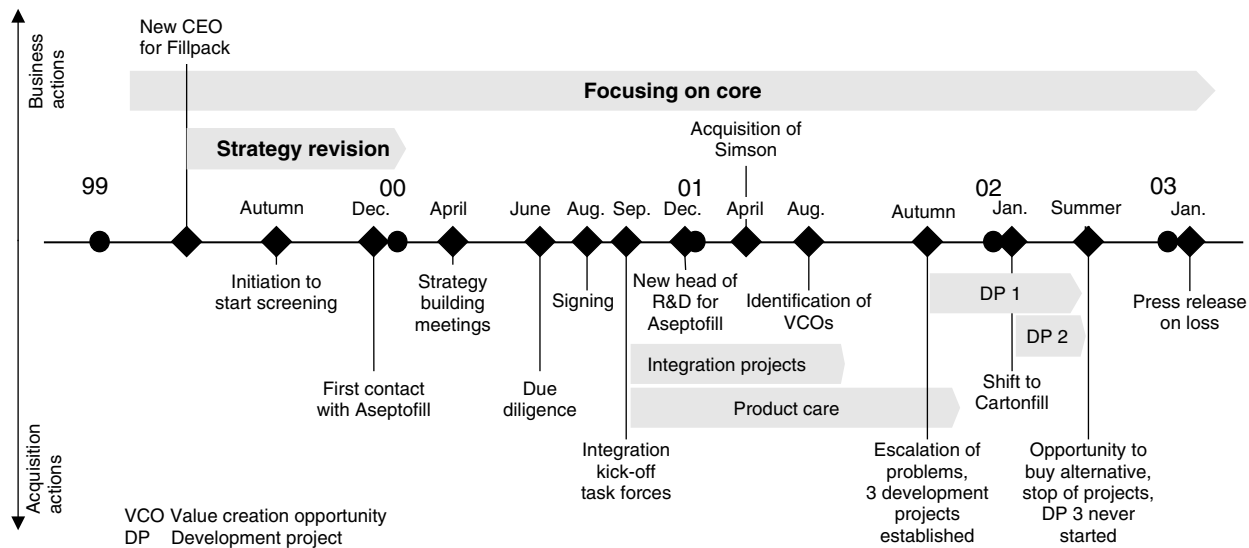 New CEO
for Fillpack
Business
actions
Focusing on core
Strategy revision
Acquisition of
Simson
99
00
01
02
03
Autumn
Dec.
April
June
Aug.
Sep.
Dec.
April
Aug.
Autumn
Jan.
Summer
Jan.
Initiation to
start screening
Strategy
building
meetings
Signing
New head of
R&D for
Aseptofill
Identification of
VCOs
DP 1
DP 2
Press release
on loss
Integration projects
Product care
First contact
with Aseptofill
Due
diligence
Shift to
Cartonfill
Integration
kick-off
task forces
Escalation of
problems,
3 development
projects
established
Opportunity to
buy alternative,
stop of projects,
DP 3 never
started
Acquisition
actions
VCO Value creation opportunity
DP Development project